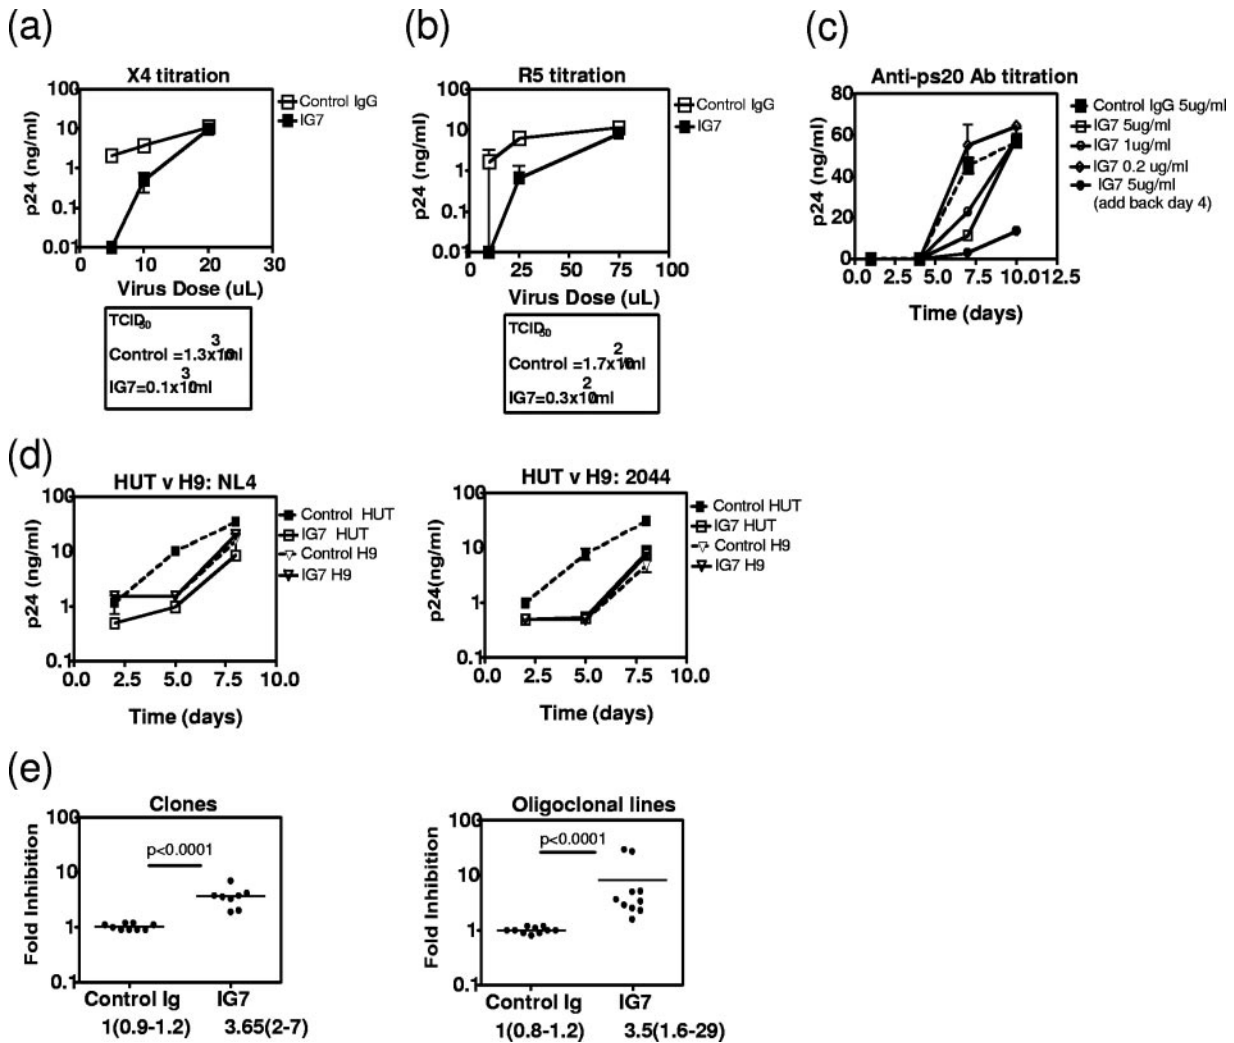 (a)
X4 titration
p24 (ng/ml)
100
10
1
0.1
0.01
0
10
20
30
Virus Dose (uL)
Control IgG
IG7
TCID50
Control =1.3x10
3
/ml
IG7=0.1x10
3
/ml
(b)
R5 titration
p24 (ng/ml)
100
10
1
0.1
0.01
0
25
50
75
100
Virus Dose (uL)
Control IgG
IG7
TCID50
Control =1.7x10
2
/ml
IG7=0.3x10
2
/ml
(c)
Anti-ps20 Ab titration
p24 (ng/ml)
80
60
40
20
0
0.0
2.5
5.0
7.5
10.0
12.5
Time (days)
Control IgG 5ug/ml
IG7 5ug/ml
IG7 1ug/ml
IG7 0.2 ug/ml
IG7 5ug/ml
(add back day 4)
(d)
HUT v H9: NL4
p24 (ng/ml)
100
10
1
0.1
0.0
2.5
5.0
7.5
10.0
Time (days)
Control HUT
IG7 HUT
Control H9
IG7 H9
HUT v H9: 2044
p24(ng/ml)
100
10
1
0.1
0.0
2.5
5.0
7.5
10.0
Time (days)
Control HUT
IG7 HUT
Control H9
IG7 H9
(e)
Clones
Fold Inhibition
100
10
1
0.1
p<0.0001
Control Ig
IG7
1(0.9-1.2)
3.65(2-7)
Oligoclonal lines
Fold Inhibition
100
10
1
0.1
p<0.0001
Control Ig
IG7
1(0.8-1.2)
3.5(1.6-29)